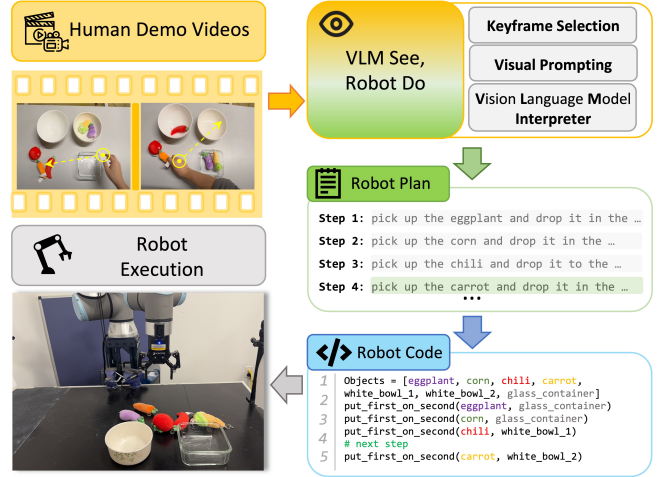 Human Demo Videos
VLM See,
Robot Do
Keyframe Selection
Visual Prompting
Vision Language Model
Interpreter
Robot Plan
Step 1: pick up the eggplant and drop it in the …
Step 2: pick up the corn and drop it in the …
Step 3: pick up the chili and drop it to the …
Step 4: pick up the carrot and drop it in the …
...
Robot
Execution
Robot Code
1 Objects = [eggplant, corn, chili, carrot,
white_bowl_1, white_bowl_2, glass_container]
2 put_first_on_second(eggplant, glass_container)
3 put_first_on_second(corn, glass_container)
put_first_on_second(chili, white_bowl_1)
4 # next step
5 put_first_on_second(carrot, white_bowl_2)